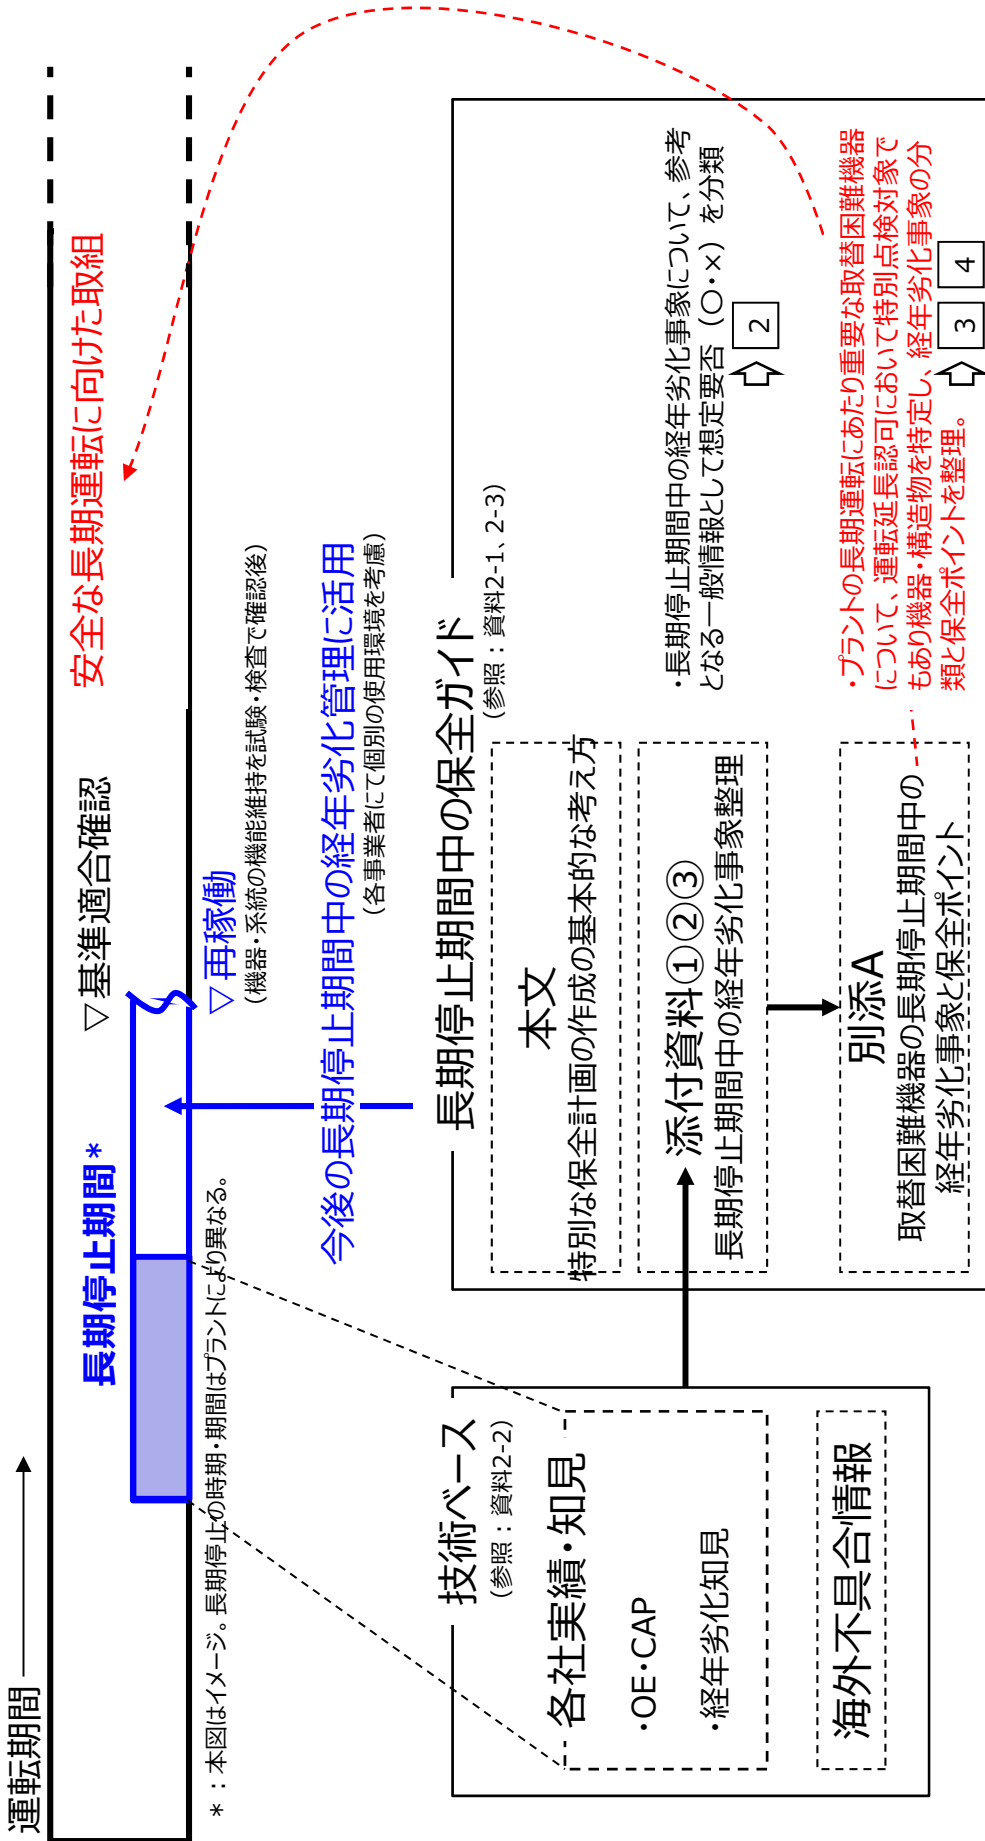 運転期間
長期停止期間*
▽基準適合確認
安全な長期運転に向けた取組
▽再稼働
(機器・系統の機能維持を試験・検査で確認後)
*：本図はイメージ。長期停止の時期・期間はプラントにより異なる。
今後の長期停止期間中の経年劣化管理に活用
(各事業者にて個別の使用環境を考慮)
技術ベース
(参照：資料2-2)
各社実績・知見
・OE・CAP
・経年劣化知見
海外不具合情報
長期停止期間中の保全ガイド
(参照：資料2-1、2-3)
本文
特別な保全計画の作成の基本的な考え方
添付資料①②③
長期停止期間中の経年劣化事象整理
・長期停止期間中の経年劣化事象について、参考
となる一般情報として想定要否（○・×）を分類
2
別添A
取替困難機器の長期停止期間中の
経年劣化事象と保全ポイント
・プラントの長期運転にあたり重要な取替困難機器
について、運転延長認可において特別点検対象で
もあり機器・構造物を特定し、経年劣化事象の分
類と保全ポイントを整理。
3 4